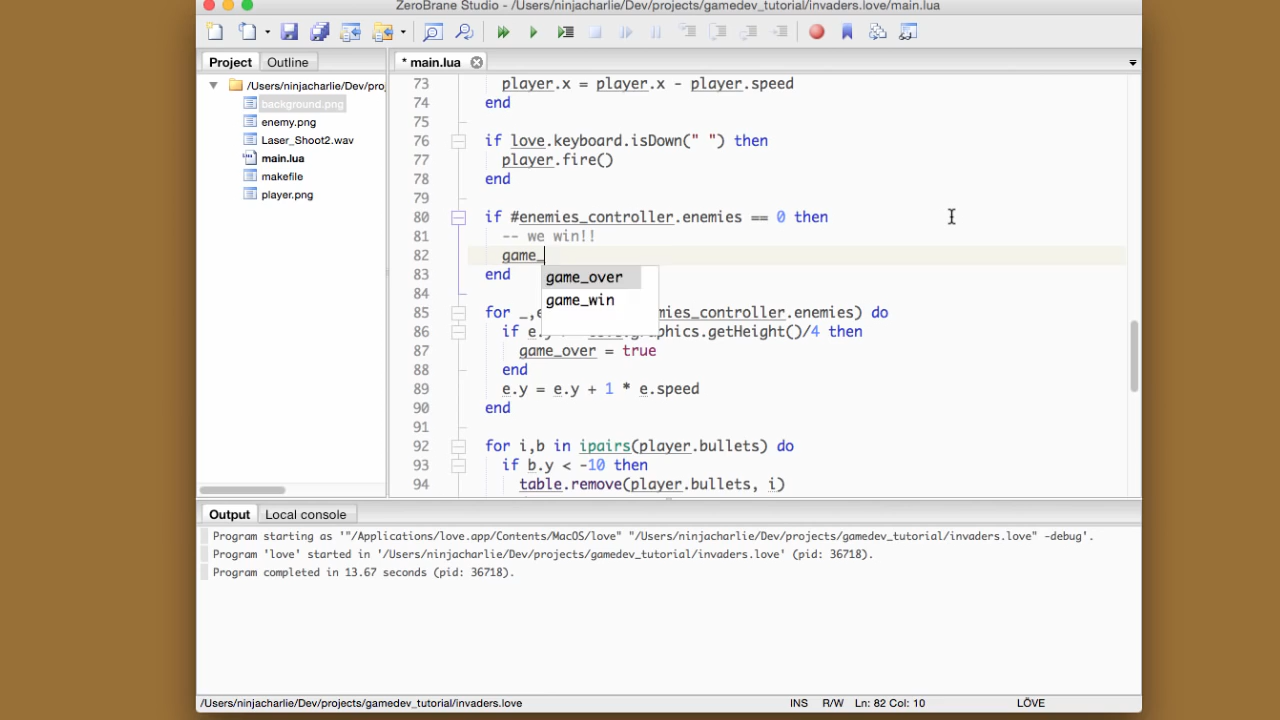 ZeroBrane Studio - /Users/ninjacharlie/Dev/projects/gamedev_tutorial/invaders.love/main.lua
Project Outline
* main.lua
/Users/ninjacharlie/Dev/proj
background.png
enemy.png
Laser_Shoot2.wav
main.lua
makefile
player.png
73 player.x = player.x - player.speed
74 end
75
76 if love.keyboard.isDown(" ") then
77 player.fire()
78 end
79
80 if #enemies_controller.enemies == 0 then
81 -- we win!!
82 game_
83 end
84
85 for _,e emies_controller.enemies) do
86 if e. graphics.getHeight()/4 then
87 game_over = true
88 end
89 e.y = e.y + 1 * e.speed
90 end
91
92 for i,b in ipairs(player.bullets) do
93 if b.y < -10 then
94 table.remove(player.bullets, i)
game_over
game_win
Output Local console
Program starting as '"/Applications/love.app/Contents/MacOS/love" "/Users/ninjacharlie/Dev/projects/gamedev_tutorial/invaders.love" -debug'.
Program 'love' started in '/Users/ninjacharlie/Dev/projects/gamedev_tutorial/invaders.love' (pid: 36718).
Program completed in 13.67 seconds (pid: 36718).
/Users/ninjacharlie/Dev/projects/gamedev_tutorial/invaders.love INS R/W Ln: 82 Col: 10 LÖVE